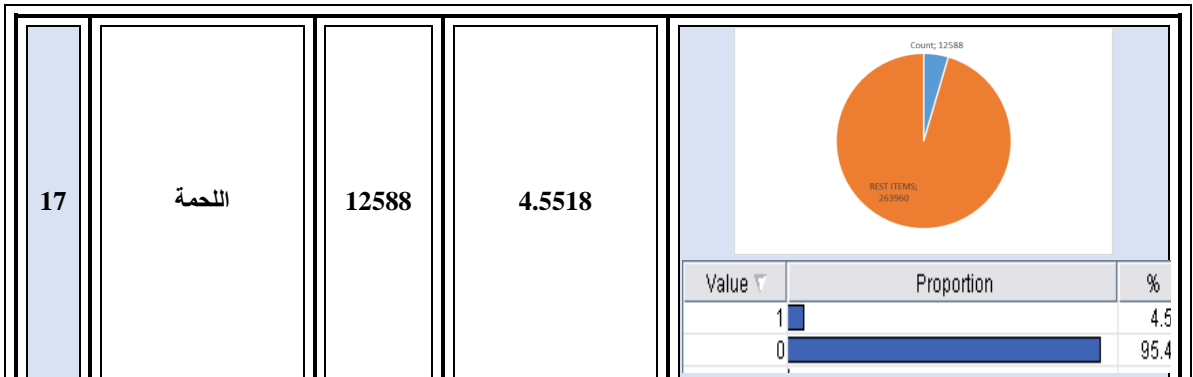 17
اللحمة
12588
4.5518
Count; 12588
REST ITEMS;
263960
Value Proportion %
1 4.5
0 95.4